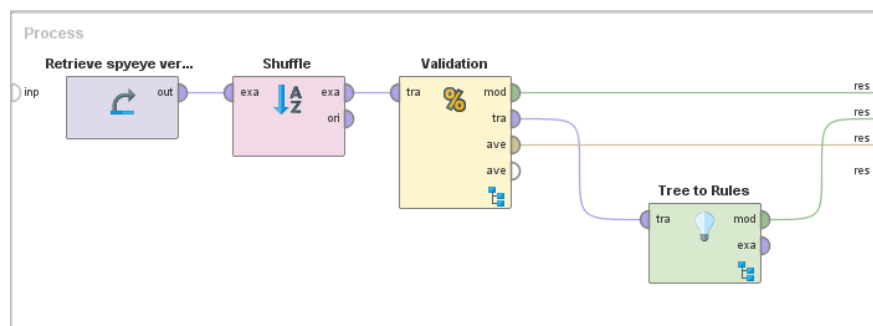 Process
Retrieve spyeye ver...
Shuffle
Validation
inp
out
exa
exa
ori
tra
mod
tra
ave
ave
res
res
res
res
Tree to Rules
tra
mod
exa